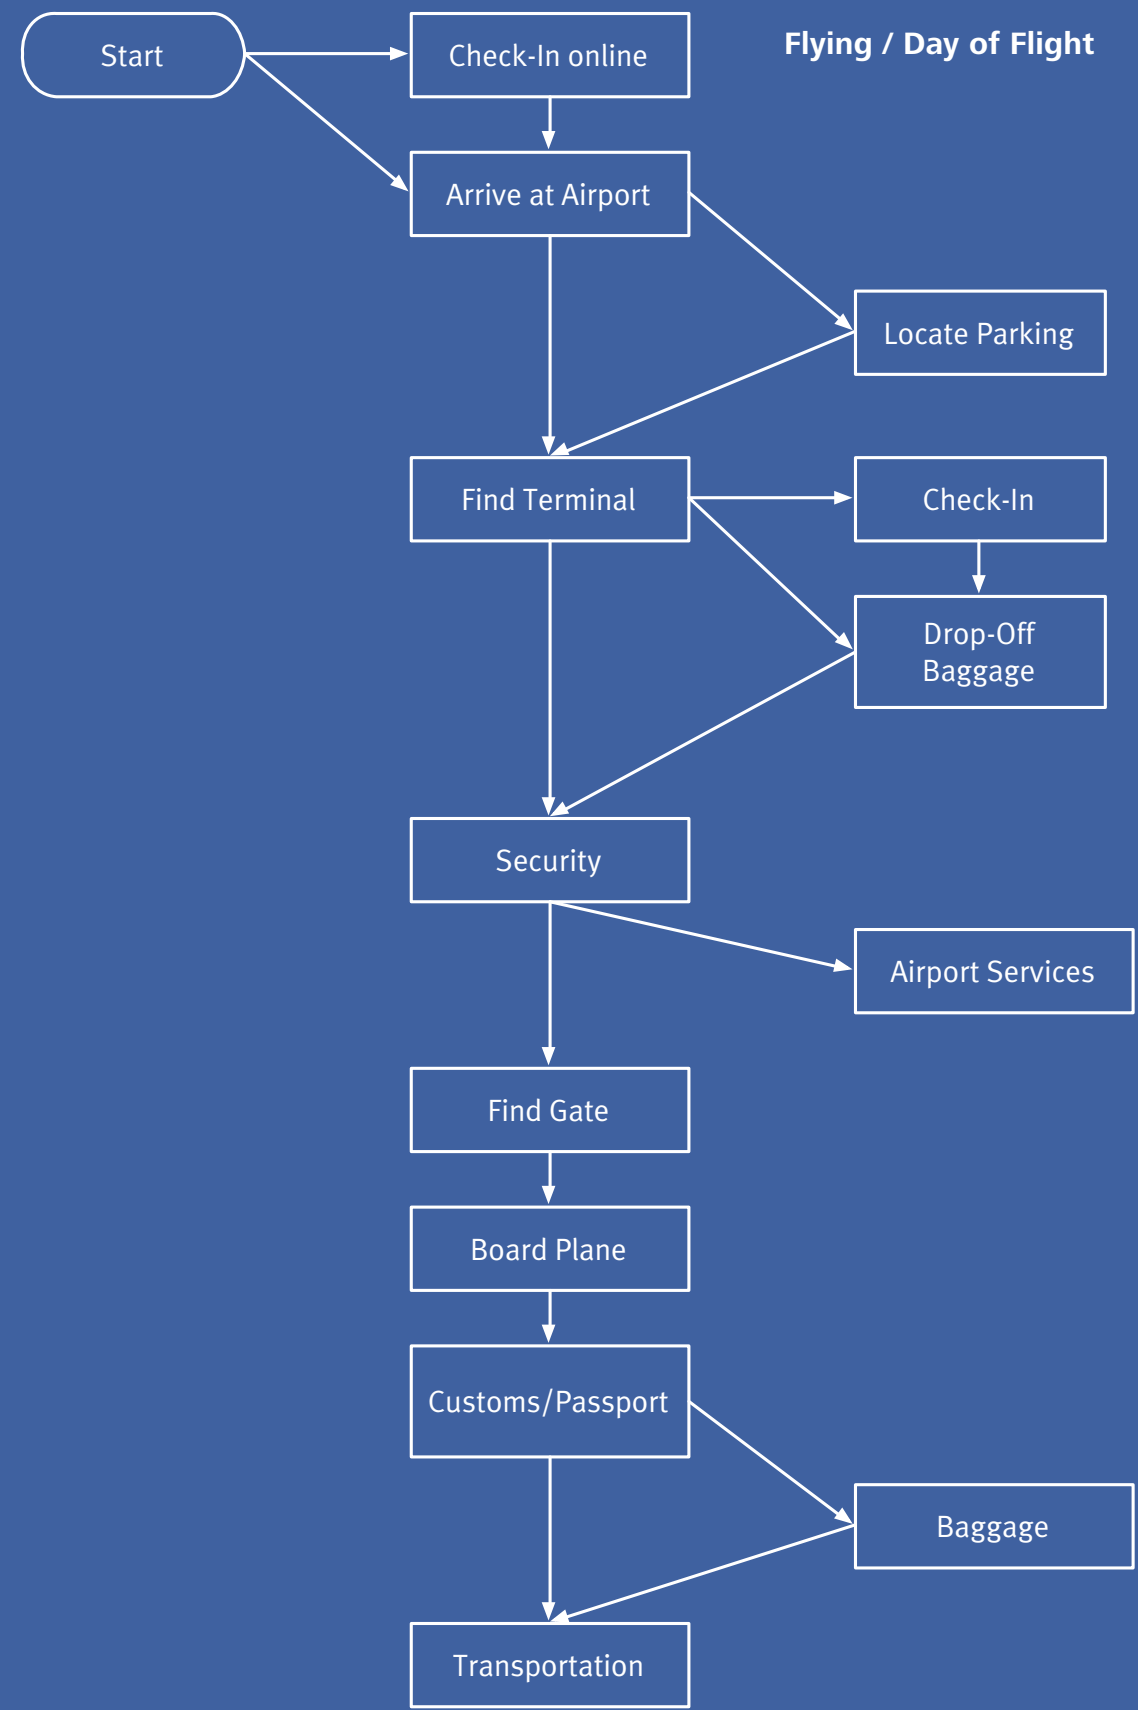 Start
Check-In online
Flying / Day of Flight
Arrive at Airport
Locate Parking
Find Terminal
Check-In
Drop-Off
Baggage
Security
Airport Services
Find Gate
Board Plane
Customs/Passport
Baggage
Transportation